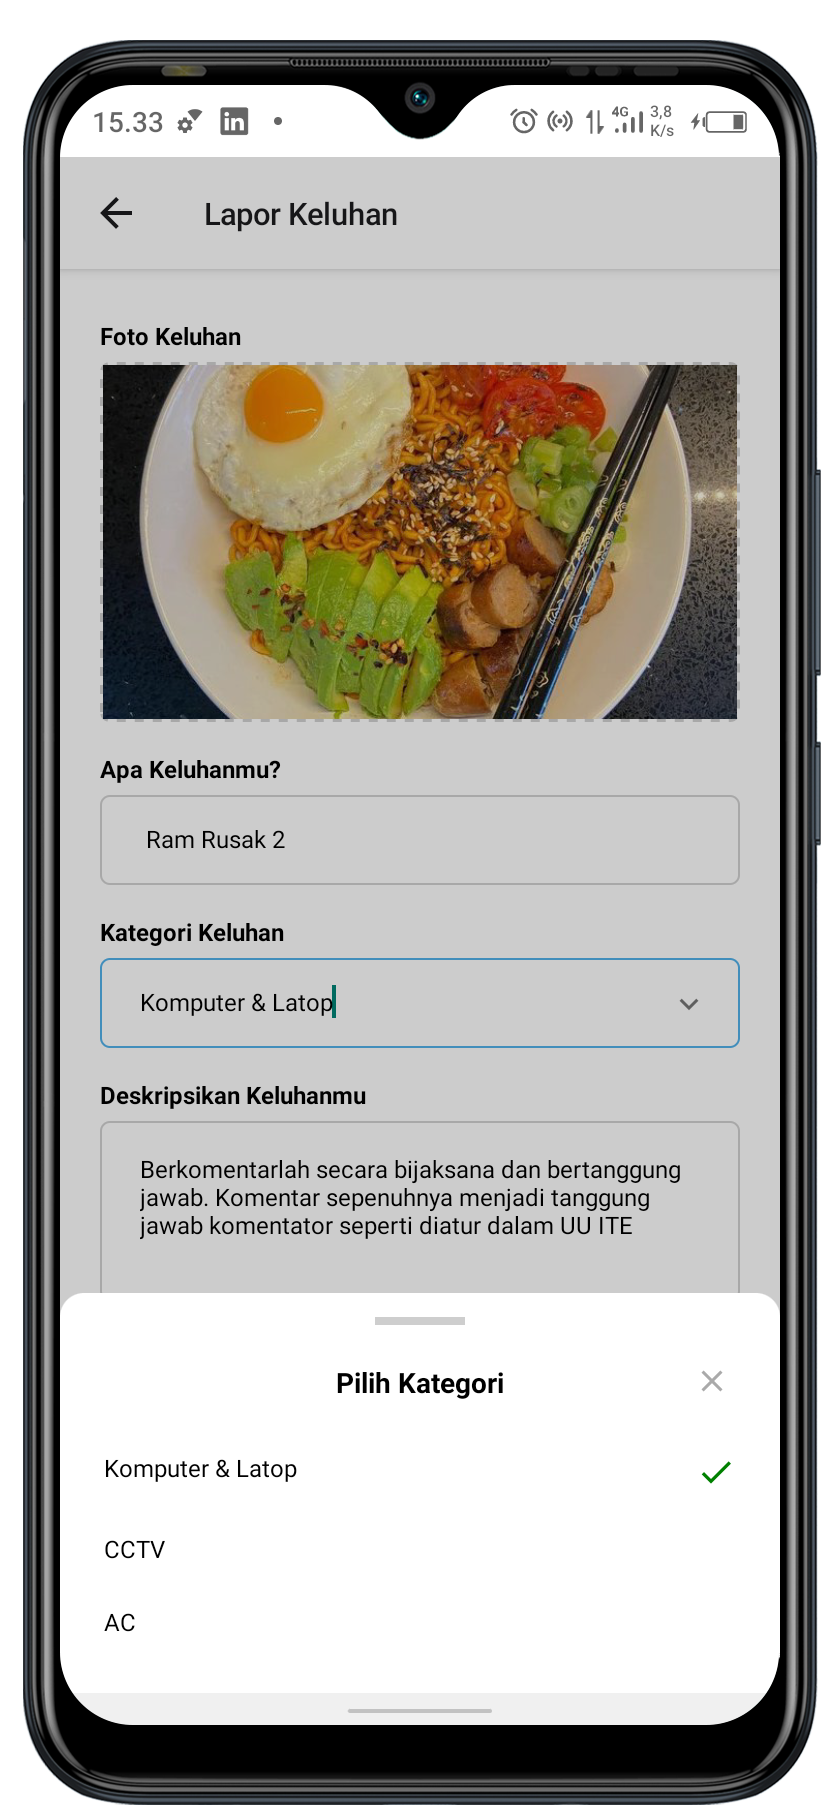 15.33
in
4G
3,8
K/s
Lapor Keluhan
Foto Keluhan
Apa Keluhanmu?
Ram Rusak 2
Kategori Keluhan
Komputer & Latop
Deskripsikan Keluhanmu
Berkomentarlah secara bijaksana dan bertanggung
jawab. Komentar sepenuhnya menjadi tanggung
jawab komentator seperti diatur dalam UU ITE
Pilih Kategori
Komputer & Latop
CCTV
AC